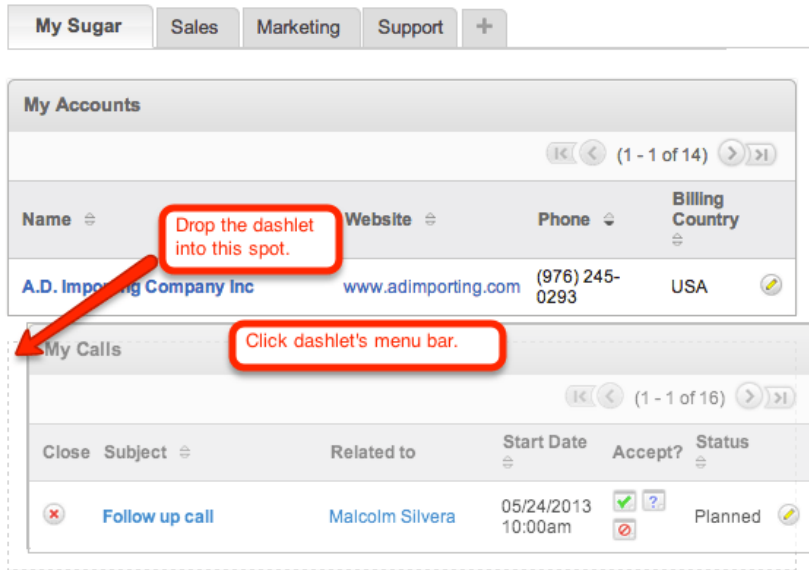 My Sugar Sales Marketing Support +
My Accounts
(1 - 1 of 14)
Billing
Name Website Phone Country
Drop the dashlet
into this spot.
A.D. Importing Company Inc www.adimporting.com (976) 245-
0293 USA
Click dashlet's menu bar.
My Calls
(1 - 1 of 16)
Close Subject Related to Start Date Accept? Status
Follow up call Malcolm Silvera 05/24/2013
10:00am Planned